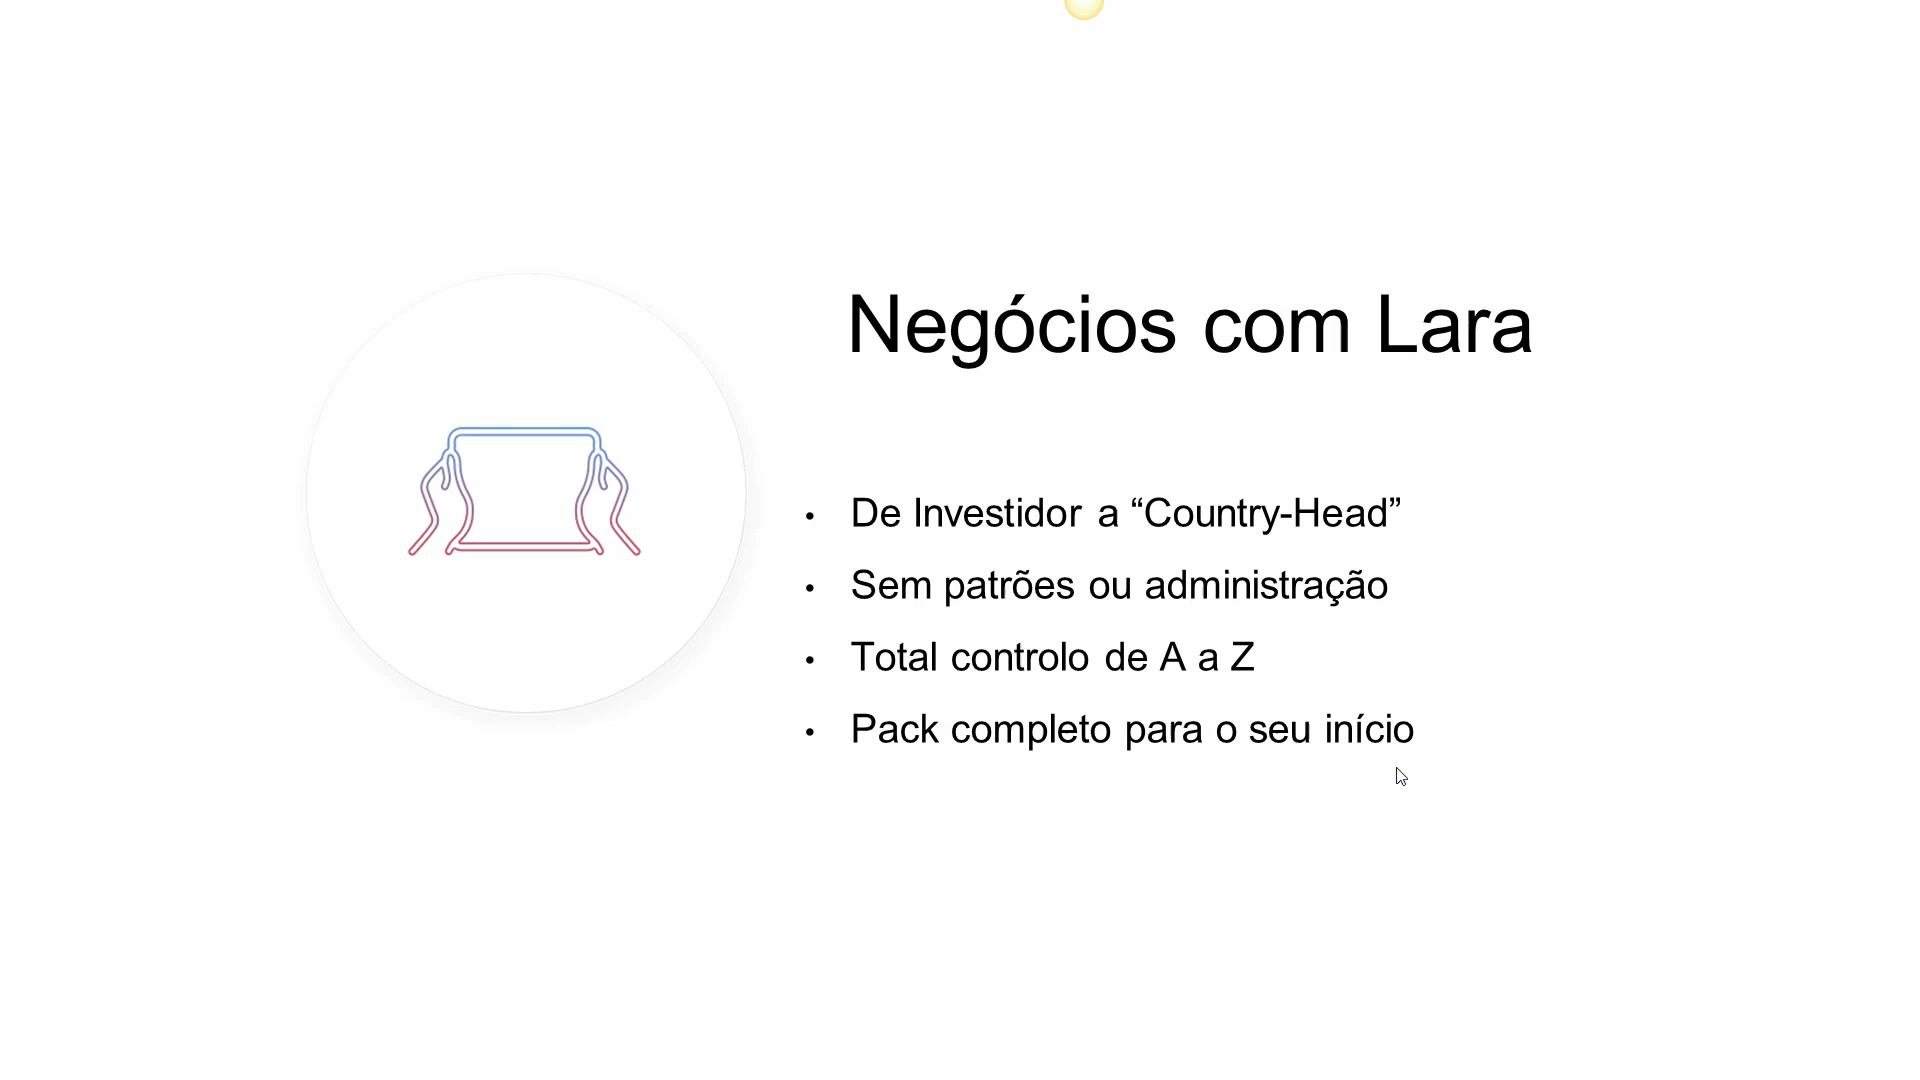 Negócios com Lara
• De Investidor a “Country-Head”
• Sem patrões ou administração
• Total controlo de A a Z
• Pack completo para o seu início